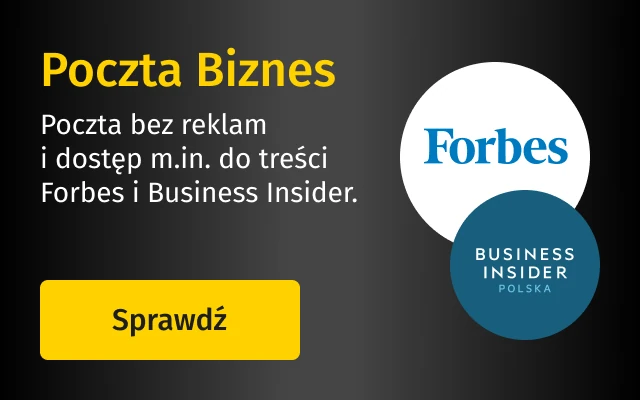 Poczta Biznes
Poczta bez reklam
i dostęp m.in. do treści
Forbes i Business Insider.
Sprawdź
Forbes
BUSINESS
INSIDER
POLSKA